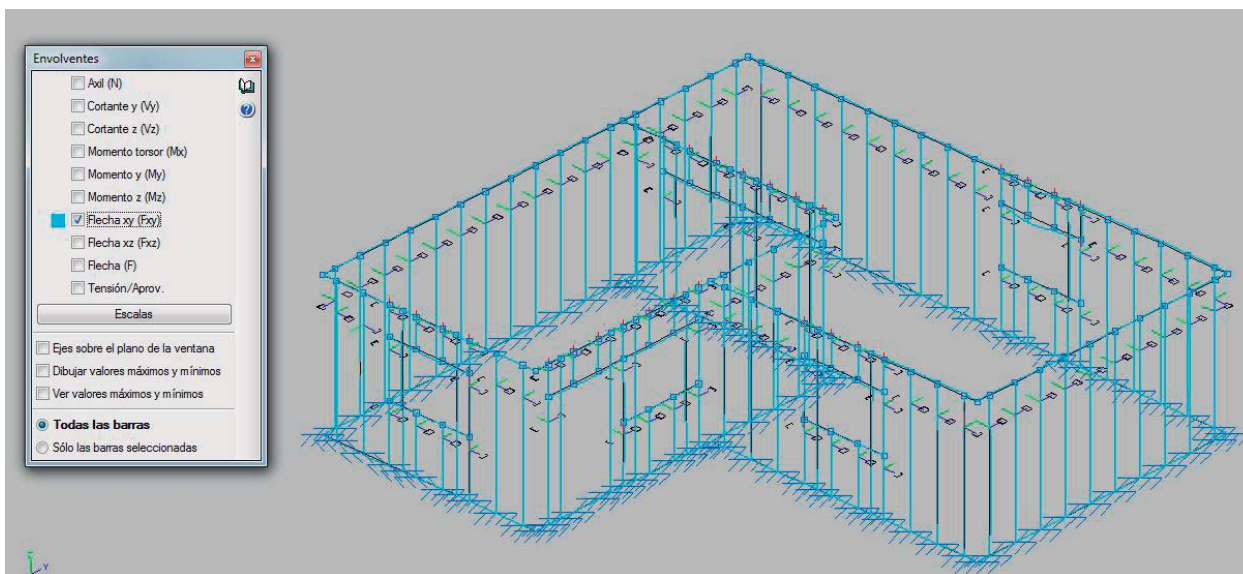 Envolventes
Axil (N)
Cortante y (Vy)
Cortante z (Vz)
Momento torsor (Mx)
Momento y (My)
Momento z (Mz)
Flecha xy (Fxy)
Flecha xz (Fxz)
Flecha (F)
Tensión/Aprov.
Escalas
Ejes sobre el plano de la ventana
Dibujar valores máximos y mínimos
Ver valores máximos y mínimos
Todas las barras
Sólo las barras seleccionadas
Z
Y